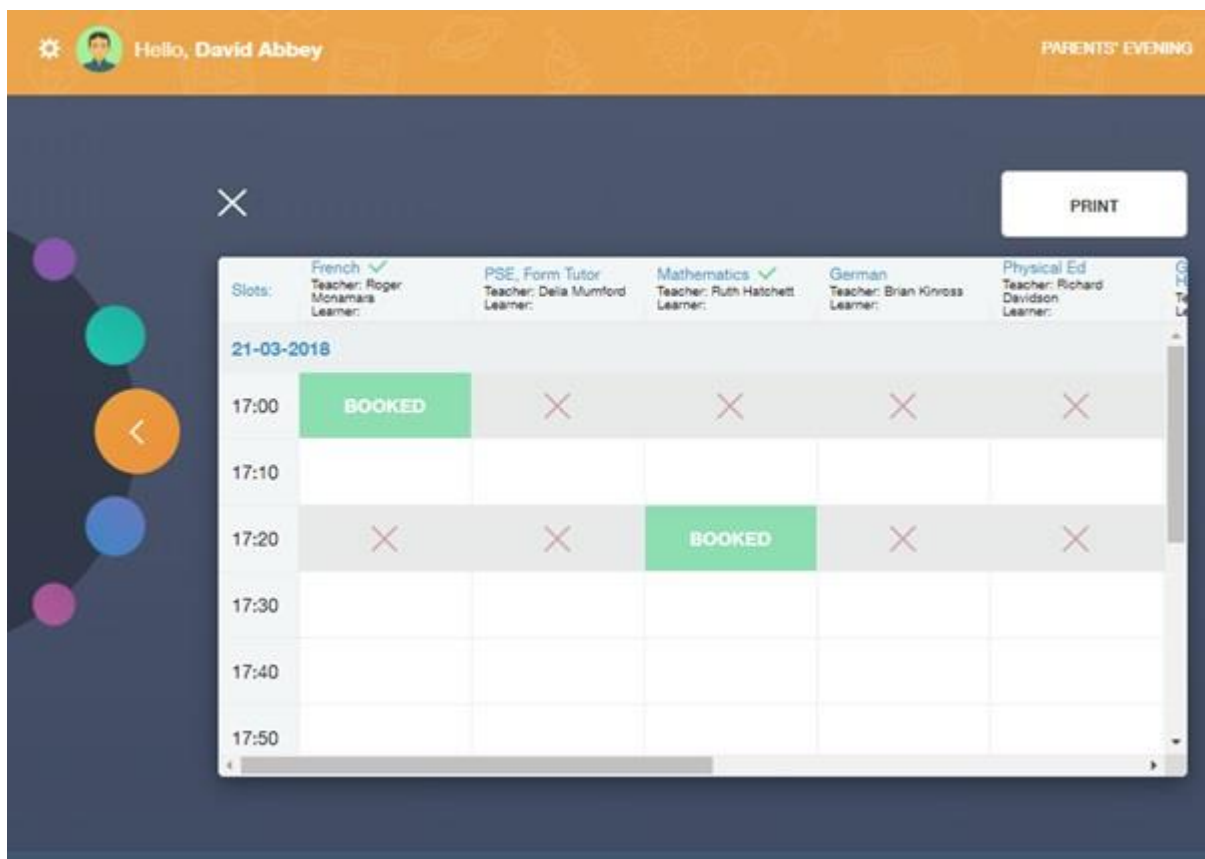 Hello, David Abbey
PARENTS' EVENING
PRINT
Slots:
French
Teacher: Roger
Monamara
Learner:
PSE, Form Tutor
Teacher: Delia Mumford
Learner:
Mathematics
Teacher: Ruth Hatchett
Learner:
German
Teacher: Brian Kinross
Learner:
Physical Ed
Teacher: Richard
Davidson
Learner:
21-03-2018
17:00
BOOKED
17:10
17:20
BOOKED
17:30
17:40
17:50